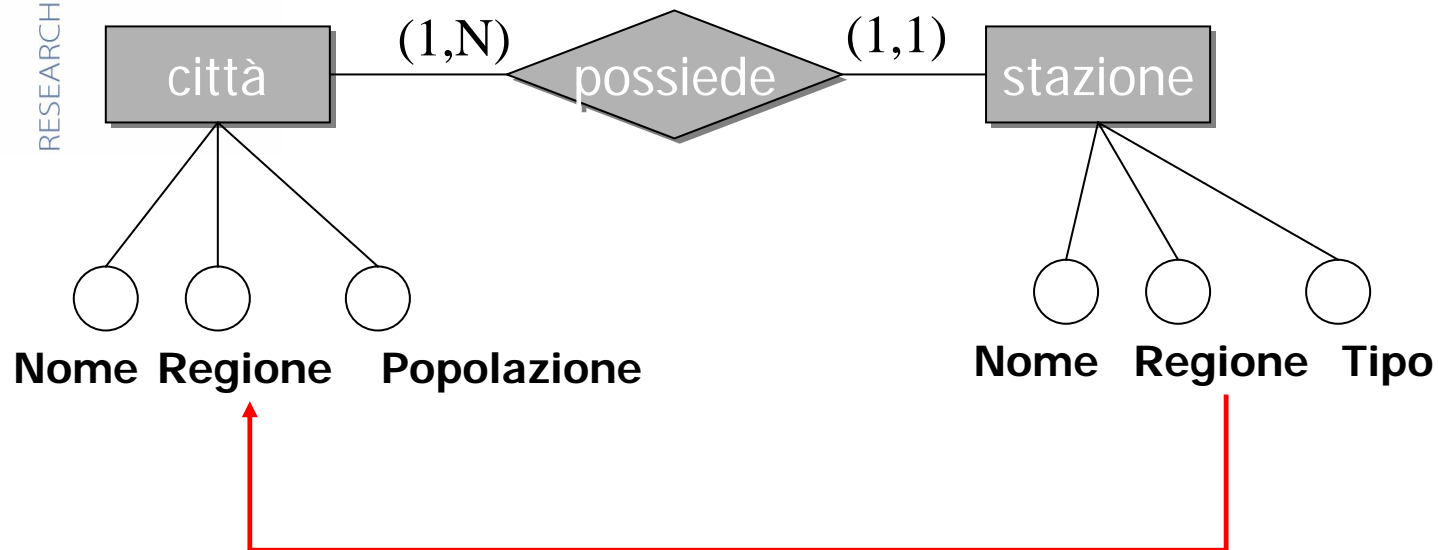 RESEARCH
città (1,N) possiede (1,1) stazione
Nome Regione Popolazione Nome Regione Tipo